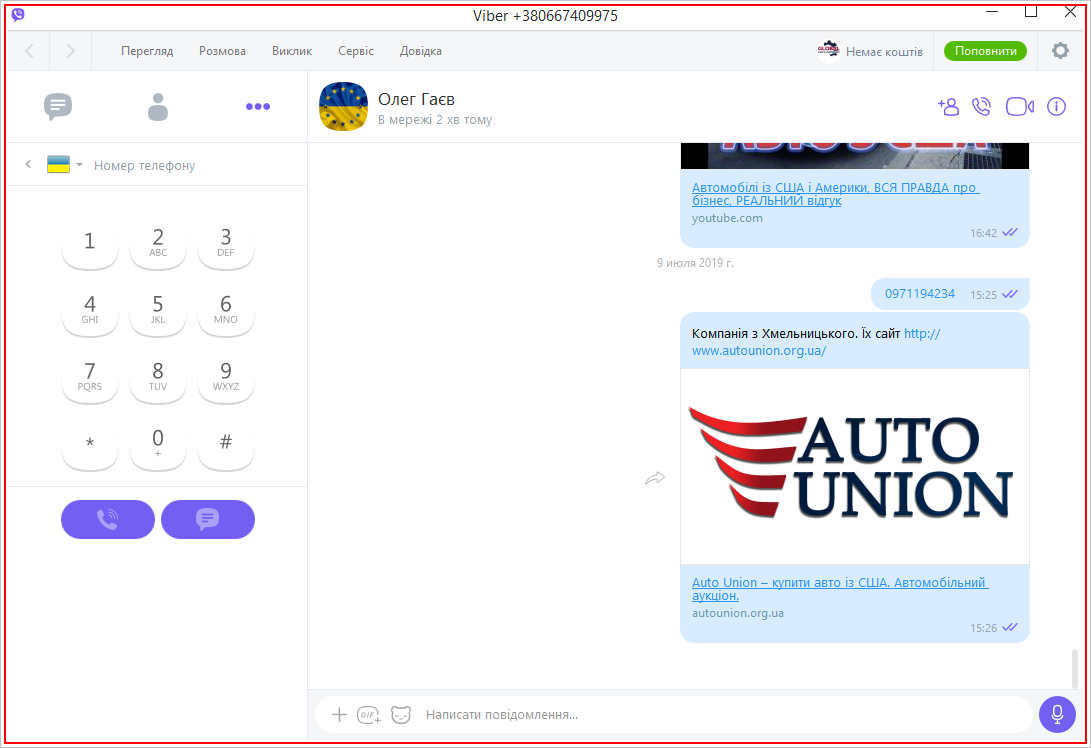 Viber +380667409975
Перегляд Розмова Виклик Сервіс Довідка
GLOBAL
Немає коштів
Поповнити
Олег Гаєв
В мережі 2 хв тому
Номер телефону
1
2 ABC
3 DEF
4 GHI
5 JKL
6 MNO
7 PQRS
8 TUV
9 WXYZ
*
0 +
#
Автомобілі із США і Америки, ВСЯ ПРАВДА про
бізнес, РЕАЛЬНИЙ відгук
youtube.com
16:42
9 июля 2019 г.
0971194234 15:25
Компанія з Хмельницького. Їх сайт http://
www.autounion.org.ua/
AUTO
UNION
Auto Union – купити авто із США. Автомобільний
аукціон.
autounion.org.ua
15:26
GIF
Написати повідомлення...